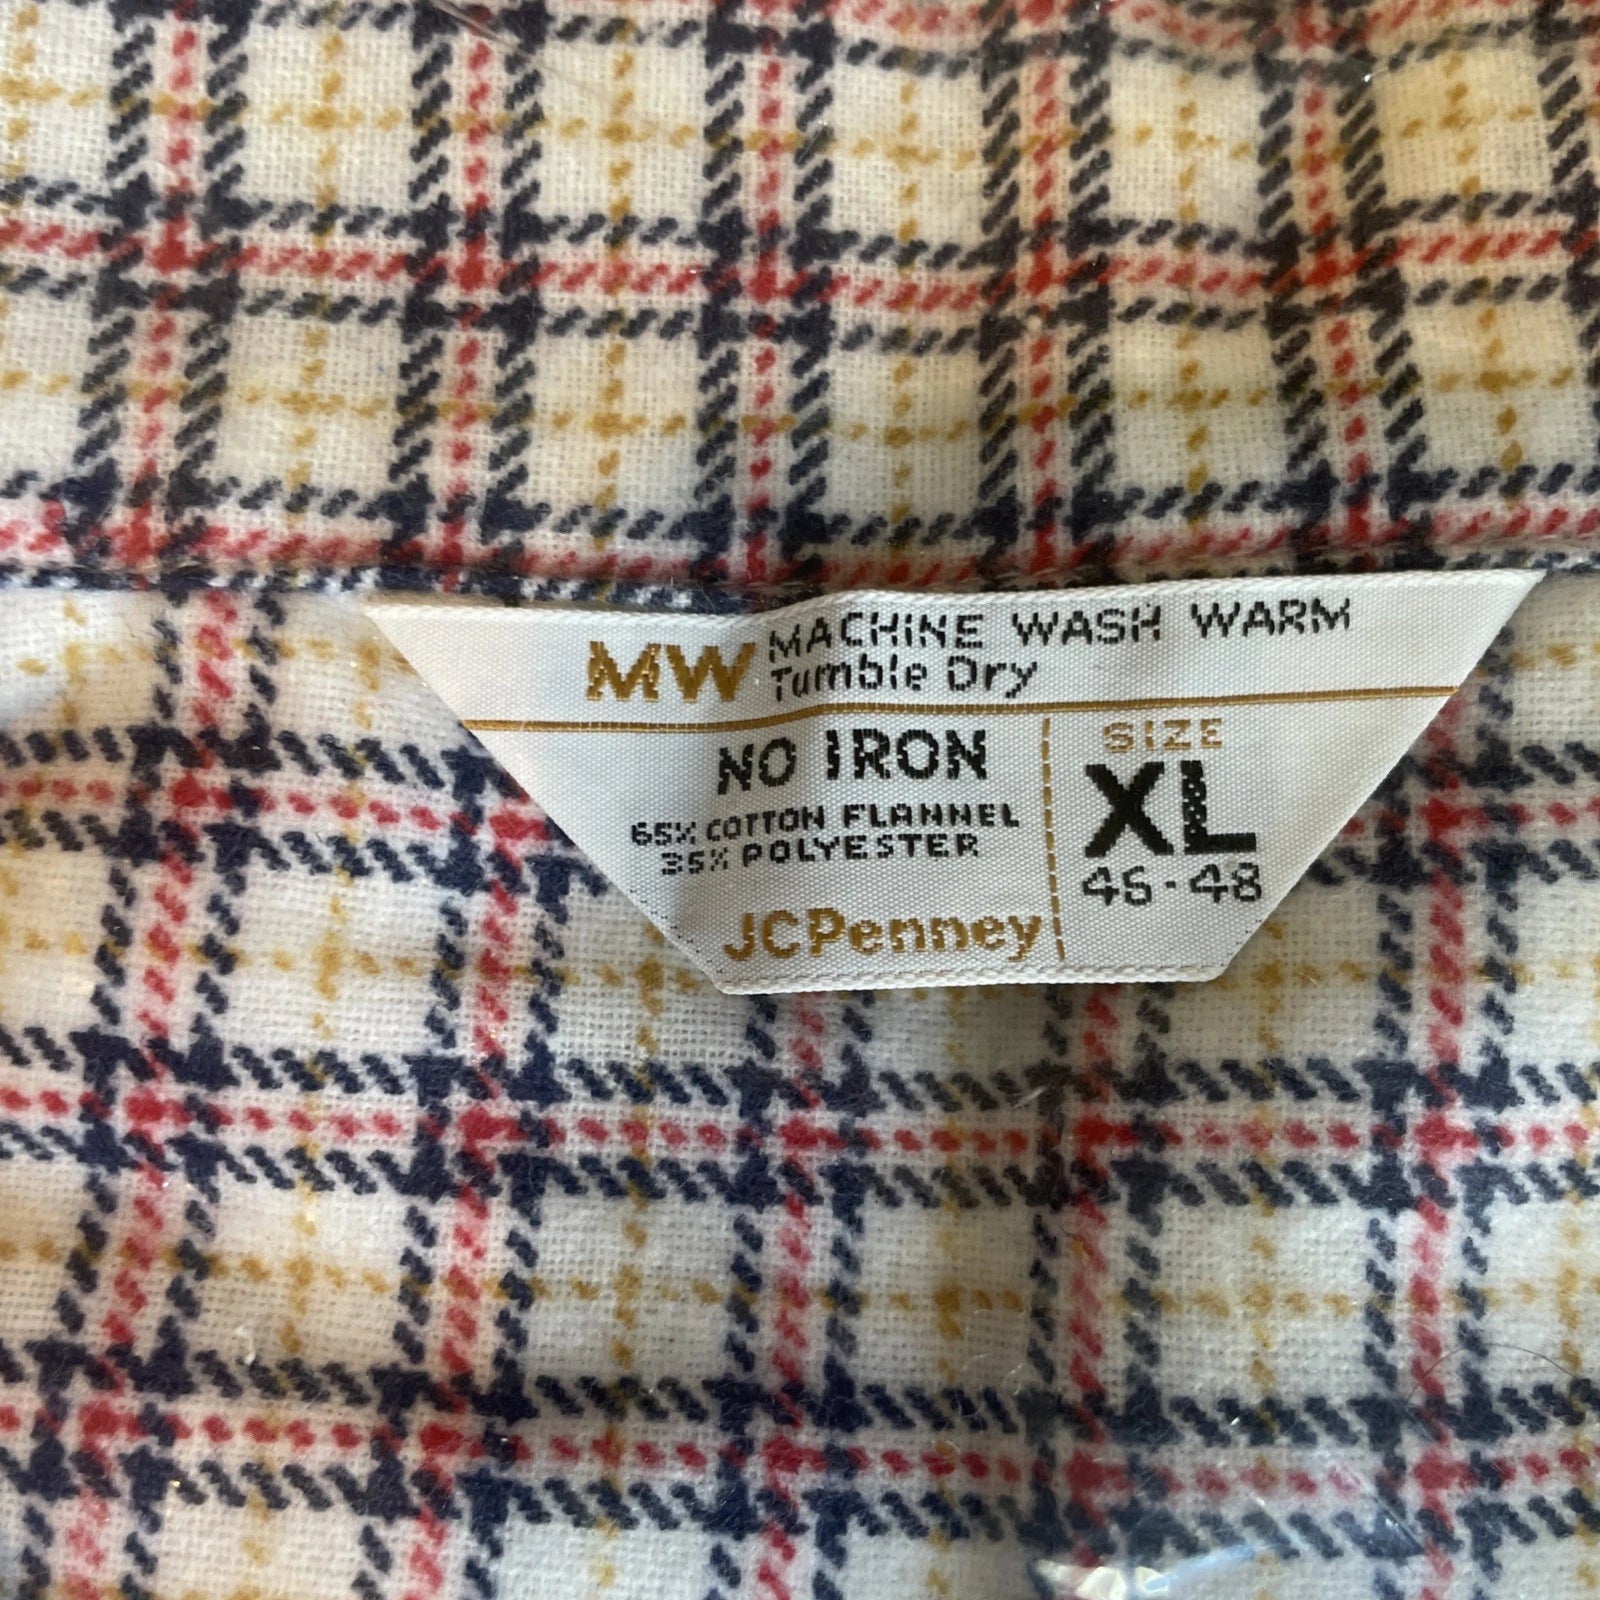 MW MACHINE WASH WARM
Tumble Dry
NO IRON
65% COTTON FLANNEL
35% POLYESTER
JCPenney
SIZE
XL
46-48